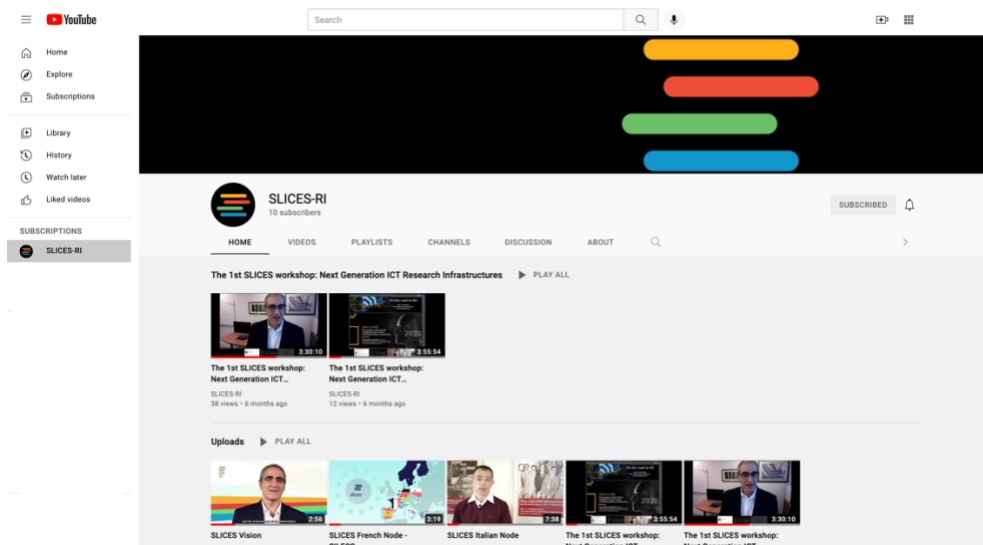 YouTube
Search
Home
Explore
Subscriptions
Library
History
Watch later
Liked videos
SUBSCRIPTIONS
SLICES-RI
SLICES-RI
10 subscribers
SUBSCRIBED
HOME VIDEOS PLAYLISTS CHANNELS DISCUSSION ABOUT
The 1st SLICES workshop: Next Generation ICT Research Infrastructures PLAY ALL
2030
3:30:10 3:55:54
The 1st SLICES workshop: The 1st SLICES workshop:
Next Generation ICT... Next Generation ICT...
SLICES-RI SLICES-RI
38 views • 6 months ago 12 views • 6 months ago
Uploads PLAY ALL
slices
2:56 3:19 7:38 3:55:54 3:30:10
SLICES Vision SLICES French Node - SLICES Italian Node The 1st SLICES workshop: The 1st SLICES workshop: